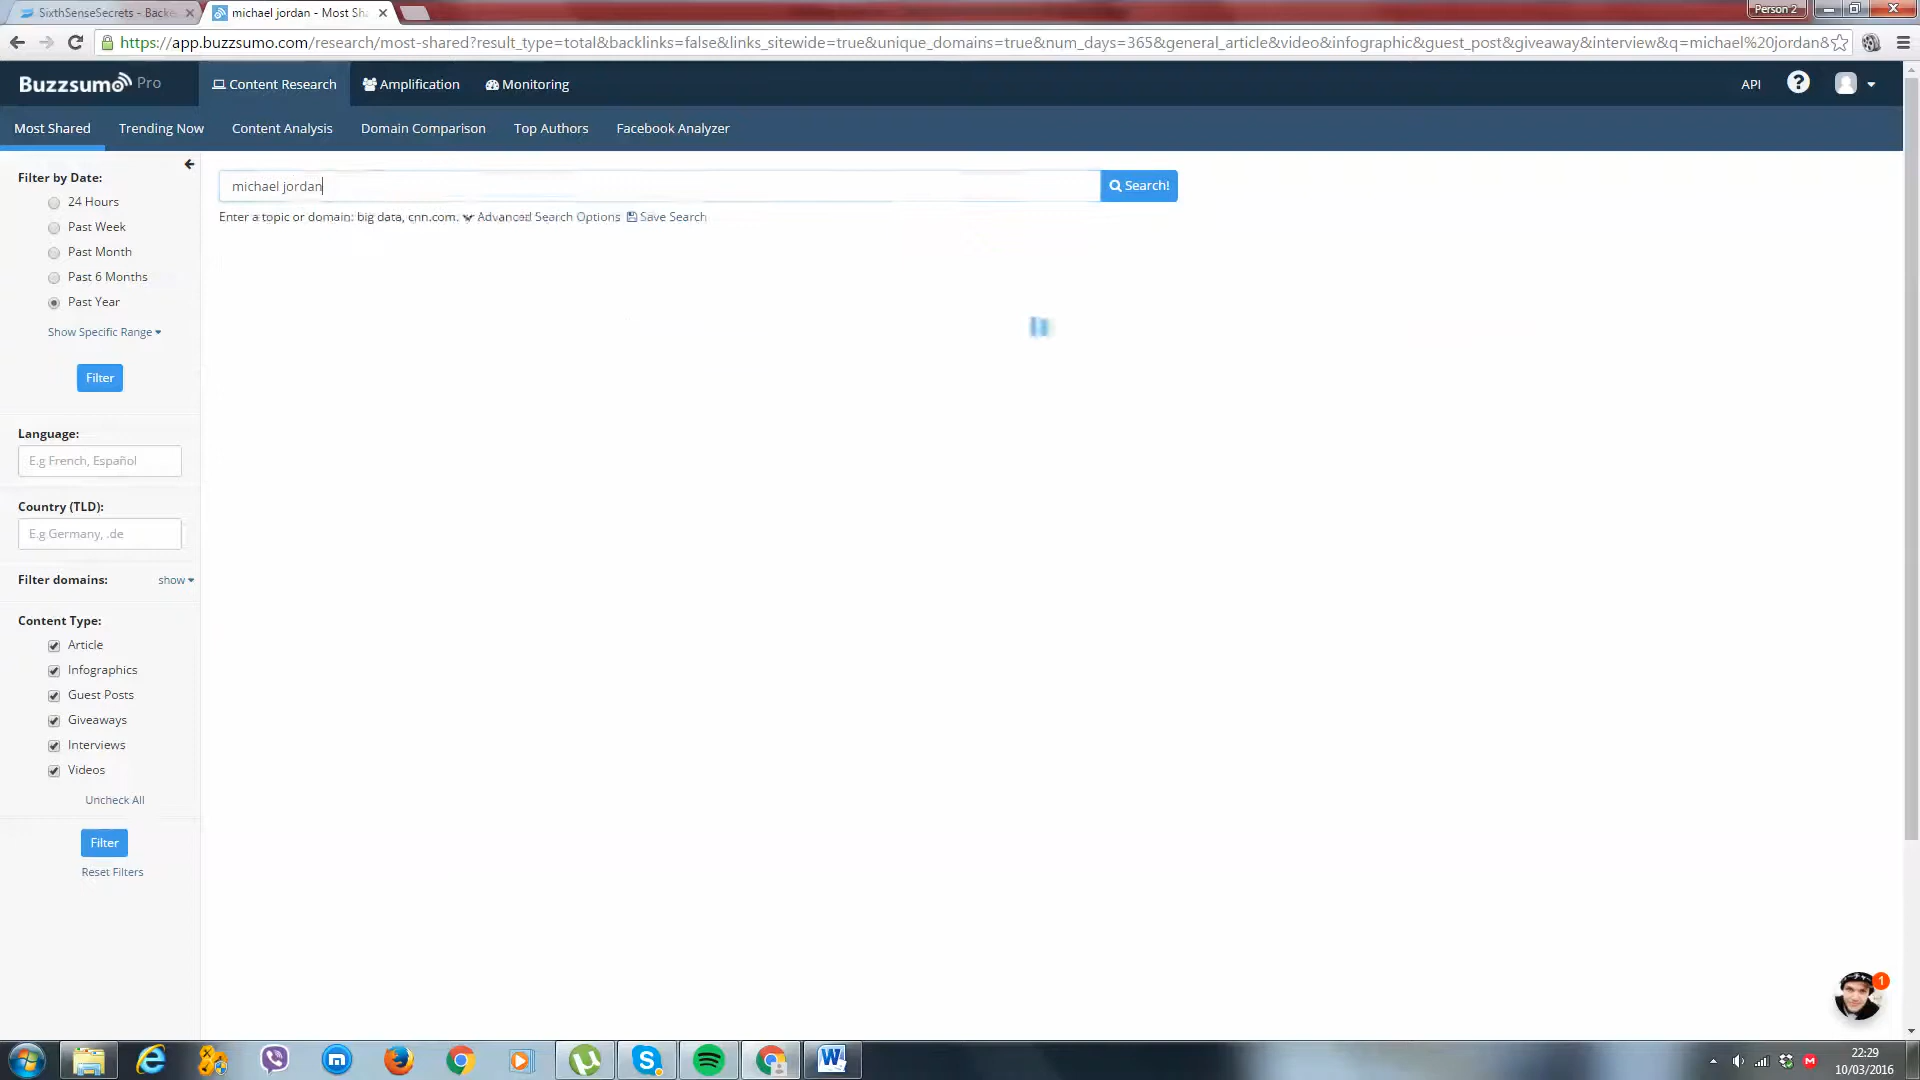 SixthSenseSecrets - Backe
michael jordan - Most Sha
Person 2
https://app.buzzsumo.com/research/most-shared?result_type=total&backlinks=false&links_sitewide=true&unique_domains=true&num_days=365&general_article&video&infographic&guest_post&giveaway&interview&q=michael%20jordan&
Buzzsumo Pro
Content Research
Amplification
Monitoring
API
?
Most Shared
Trending Now
Content Analysis
Domain Comparison
Top Authors
Facebook Analyzer
Filter by Date:
24 Hours
Past Week
Past Month
Past 6 Months
Past Year
Show Specific Range
Filter
Language:
E.g French, Español
Country (TLD):
E.g Germany, .de
Filter domains: show
Content Type:
Article
Infographics
Guest Posts
Giveaways
Interviews
Videos
Uncheck All
Filter
Reset Filters
michael jordan
Search!
Enter a topic or domain: big data, cnn.com. Advanced Search Options Save Search
1
22:29
10/03/2016